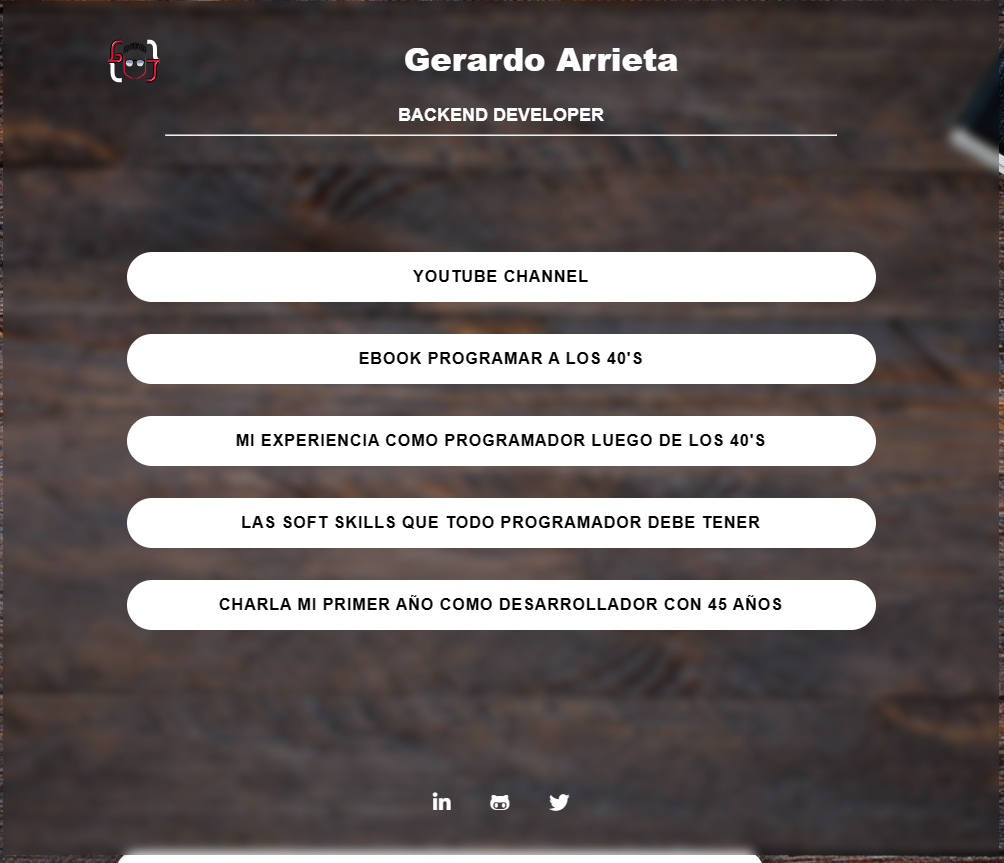 Gerardo Arrieta
BACKEND DEVELOPER
YOUTUBE CHANNEL
EBOOK PROGRAMAR A LOS 40'S
MI EXPERIENCIA COMO PROGRAMADOR LUEGO DE LOS 40'S
LAS SOFT SKILLS QUE TODO PROGRAMADOR DEBE TENER
CHARLA MI PRIMER AÑO COMO DESARROLLADOR CON 45 AÑOS
in